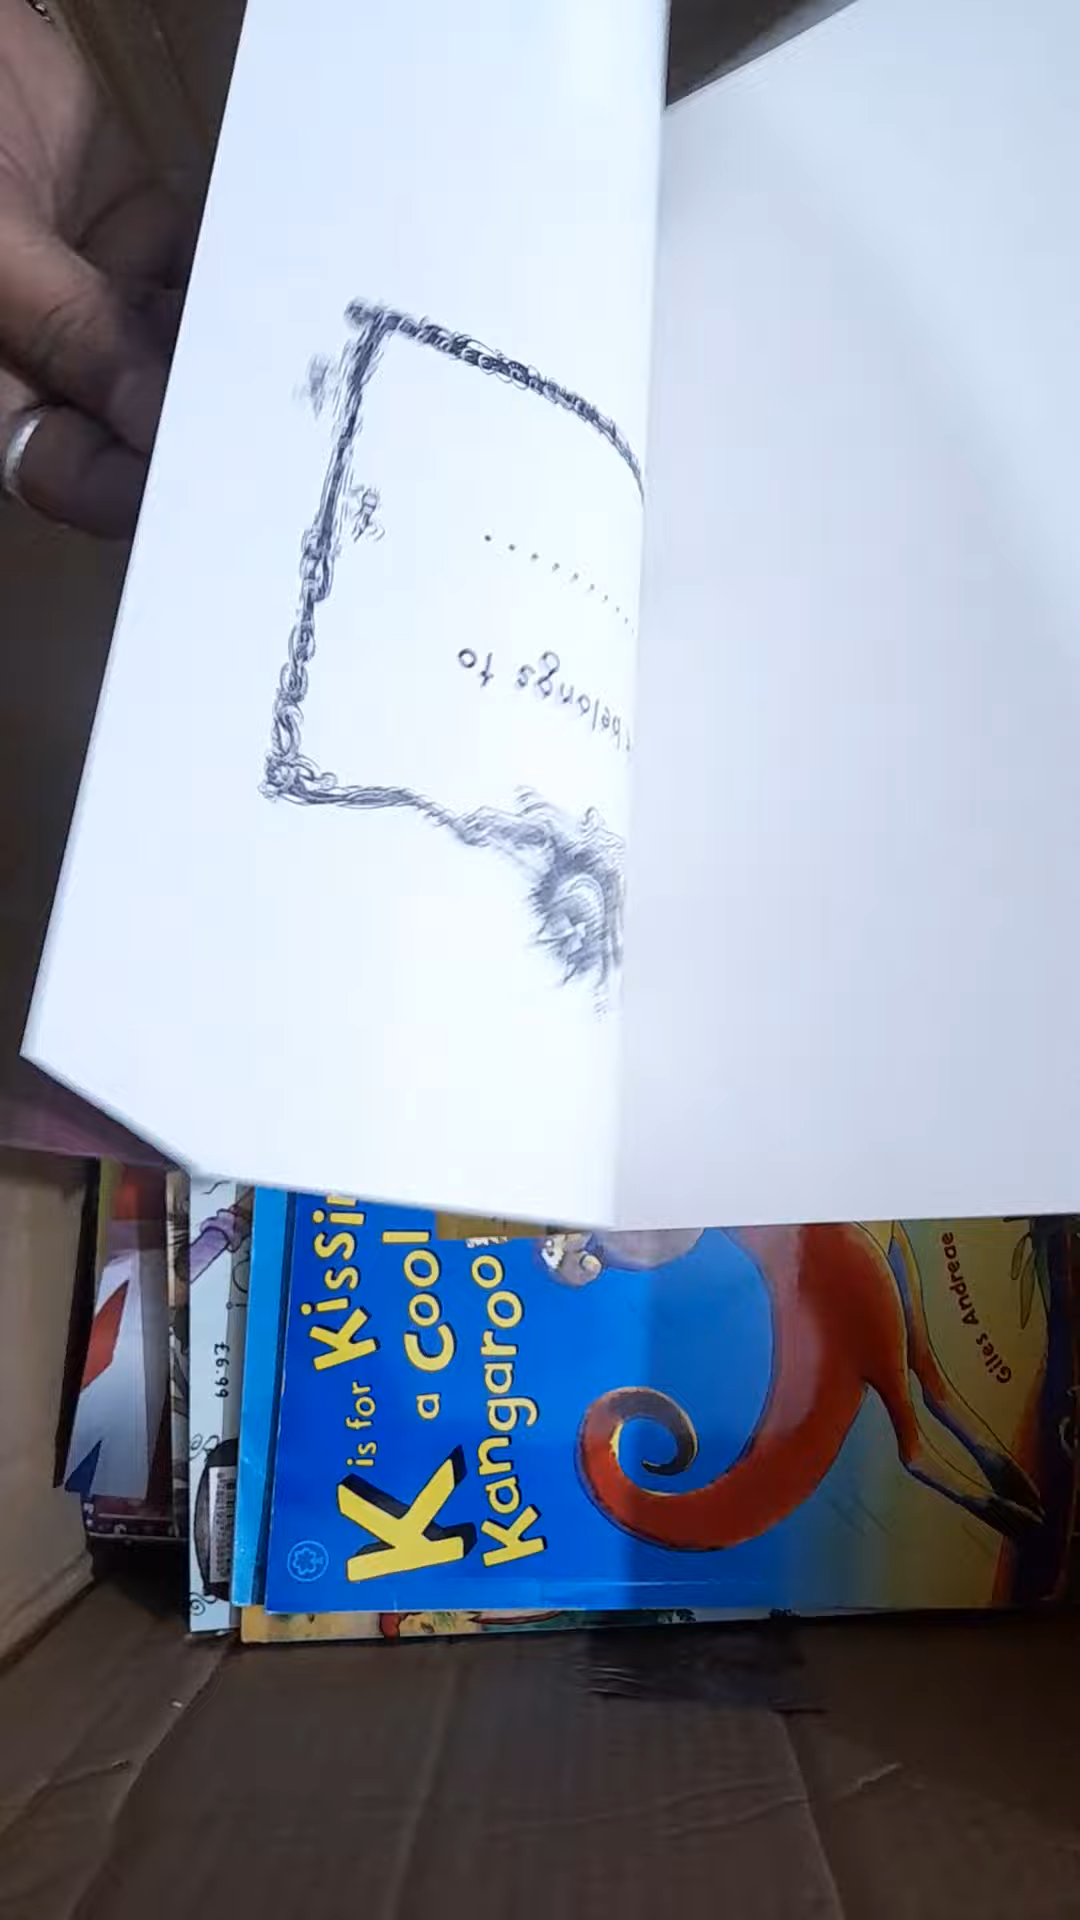 belongs to
..........
K is for Kissi
a Cool
Kangaroo
Giles Andreae
£6.99